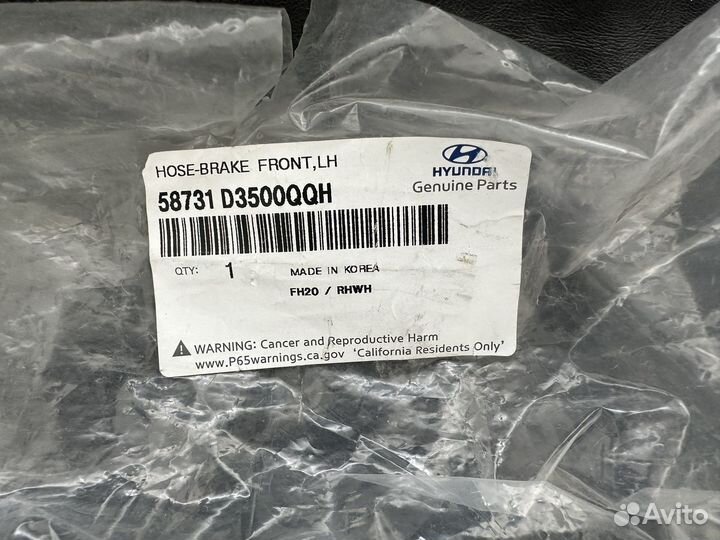 HOSE-BRAKE FRONT,LH
HYUNDAI
Genuine Parts
58731 D3500QQH
QTY: 1 MADE IN KOREA
FH20 / RHWH
WARNING: Cancer and Reproductive Harm
www.P65warnings.ca.gov 'California Residents Only'
Avito